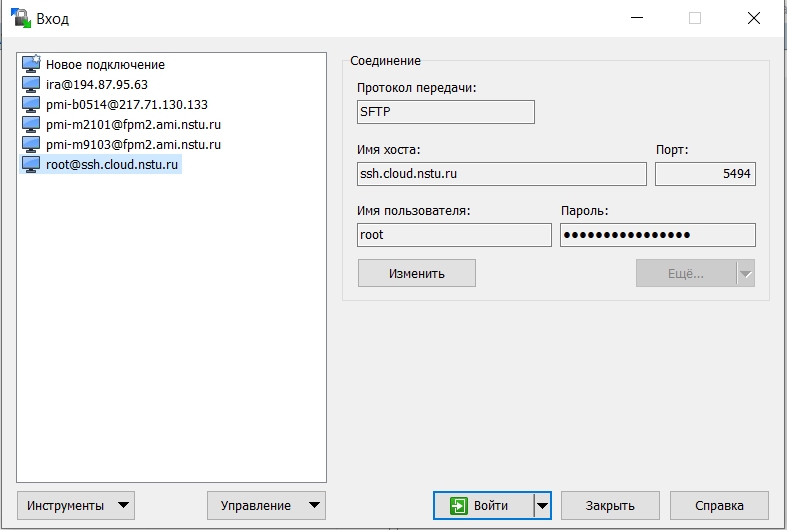 Вход
Новое подключение
ira@194.87.95.63
pmi-b0514@217.71.130.133
pmi-m2101@fpm2.ami.nstu.ru
pmi-m9103@fpm2.ami.nstu.ru
root@ssh.cloud.nstu.ru
Соединение
Протокол передачи:
SFTP
Имя хоста: Порт:
ssh.cloud.nstu.ru 5494
Имя пользователя: Пароль:
root ●●●●●●●●●●●●●●●●
Изменить Ещё...
Инструменты Управление Войти Закрыть Справка